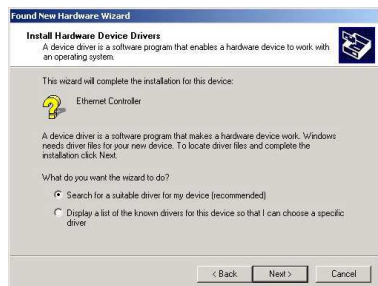 Found New Hardware Wizard
Install Hardware Device Drivers
A device driver is a software program that enables a hardware device to work with
an operating system.
This wizard will complete the installation for this device:
Ethernet Controller
A device driver is a software program that makes a hardware device work. Windows
needs driver files for your new device. To locate driver files and complete the
installation click Next.
What do you want the wizard to do?
Search for a suitable driver for my device (recommended)
Display a list of the known drivers for this device so that I can choose a specific
driver
< Back
Next >
Cancel